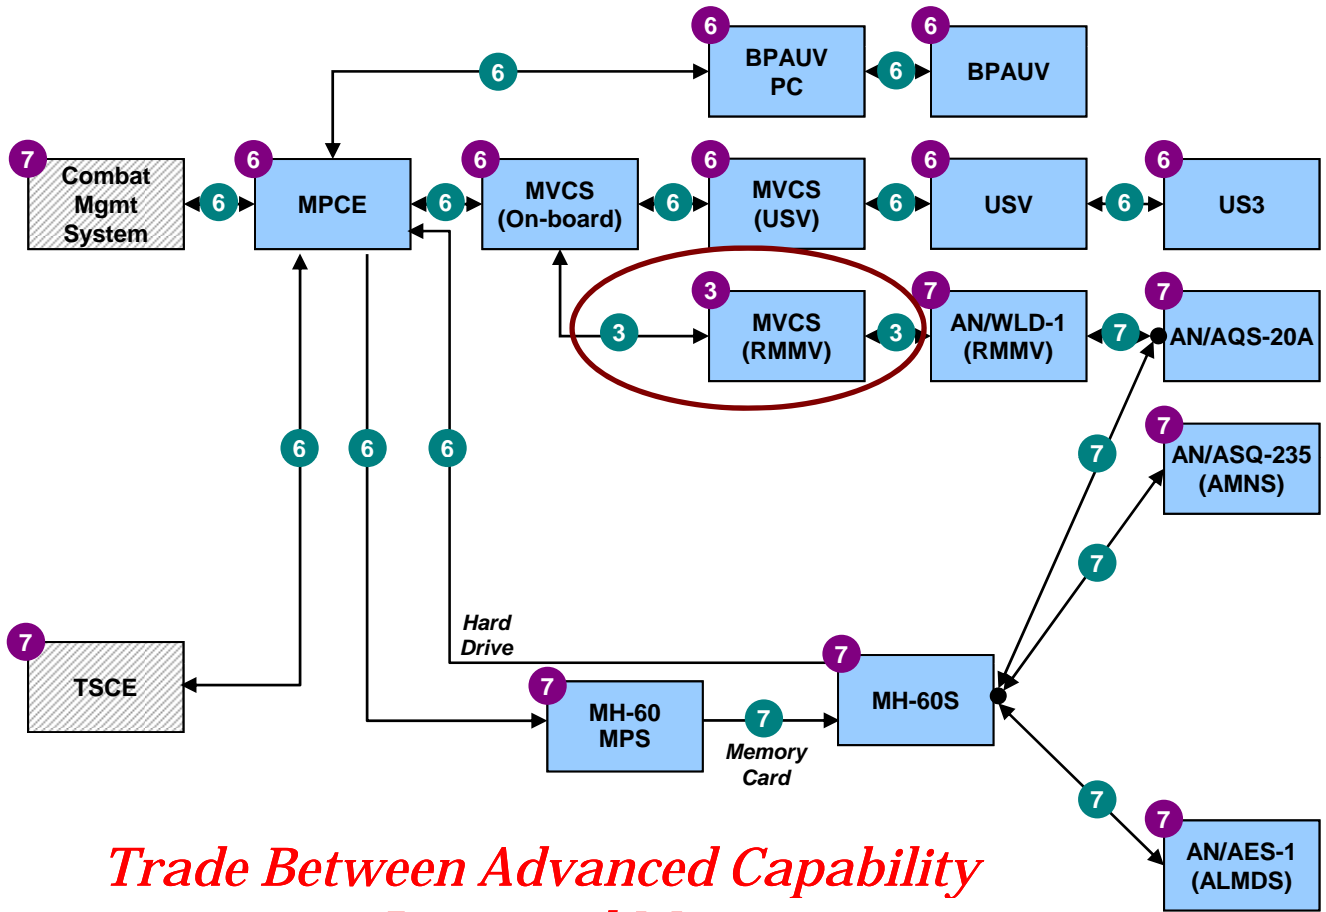 6
6
BPAUV
PC
6
BPAUV
6
7
Combat
Mgmt
System
6
6
MPCE
6
6
MVCS
(On-board)
6
6
MVCS
(USV)
6
6
USV
6
6
US3
3
3
MVCS
(RMMV)
3
7
AN/WLD-1
(RMMV)
7
7
AN/AQS-20A
7
AN/ASQ-235
(AMNS)
6
6
6
7
7
Hard
Drive
7
TSCE
7
MH-60
MPS
7
Memory
Card
7
MH-60S
7
7
AN/AES-1
(ALMDS)
Trade Between Advanced Capability